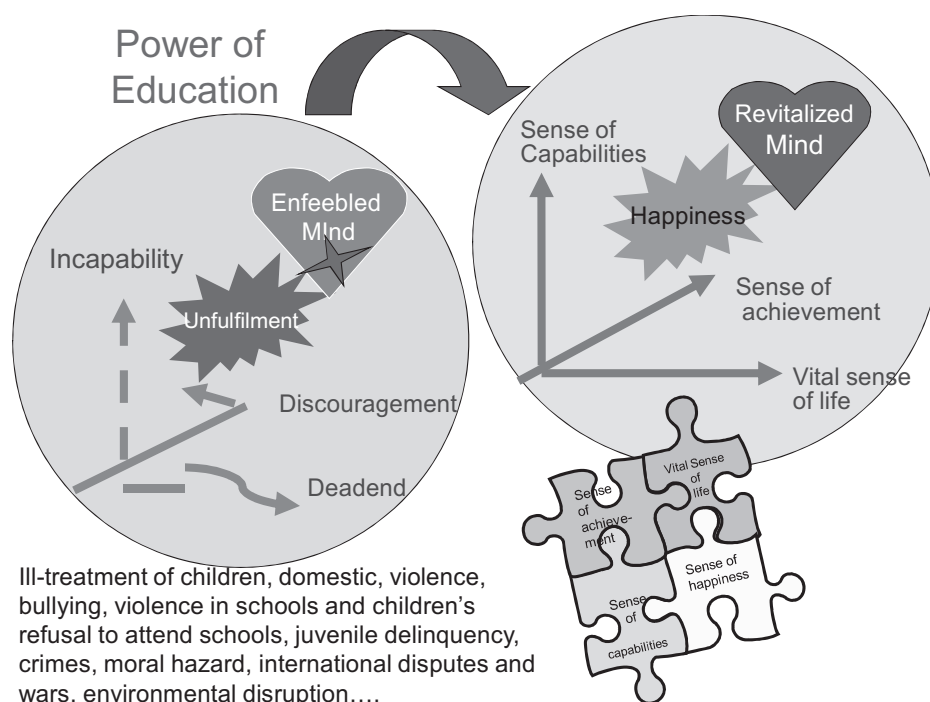 Power of
Education
Enfeebled
MInd
Incapability
Unfulfilment
Discouragement
Deadend
Revitalized
Mind
Sense of
Capabilities
Happiness
Sense of
achievement
Vital sense
of life
Sense
of
achieve-
ment
Vital Sense
of
life
Sense of
happiness
Sense
of
capabilities
Ill-treatment of children, domestic, violence,
bullying, violence in schools and children’s
refusal to attend schools, juvenile delinquency,
crimes, moral hazard, international disputes and
wars, environmental disruption….